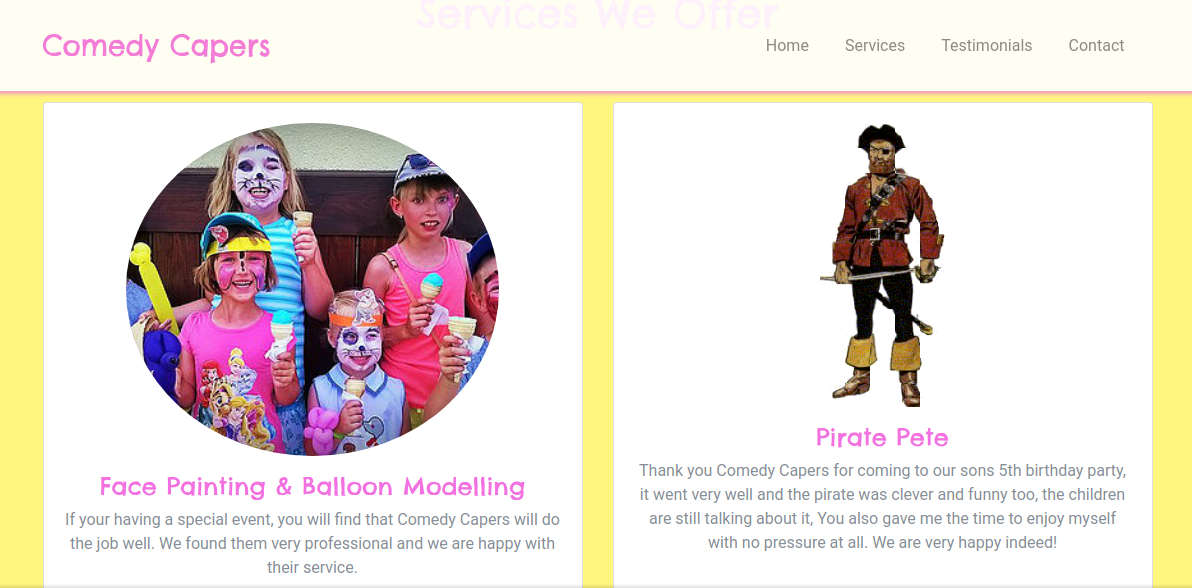 Services We Offer
Comedy Capers
Home
Services
Testimonials
Contact
Face Painting & Balloon Modelling
If your having a special event, you will find that Comedy Capers will do
the job well. We found them very professional and we are happy with
their service.
Pirate Pete
Thank you Comedy Capers for coming to our sons 5th birthday party,
it went very well and the pirate was clever and funny too, the children
are still talking about it, You also gave me the time to enjoy myself
with no pressure at all. We are very happy indeed!